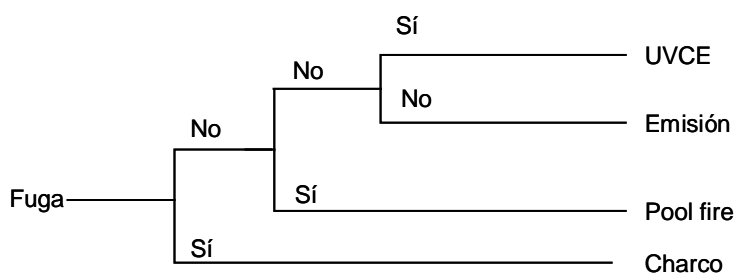 Sí
UVCE
No
No
Emisión
No
Fuga
Sí
Pool fire
Sí
Charco